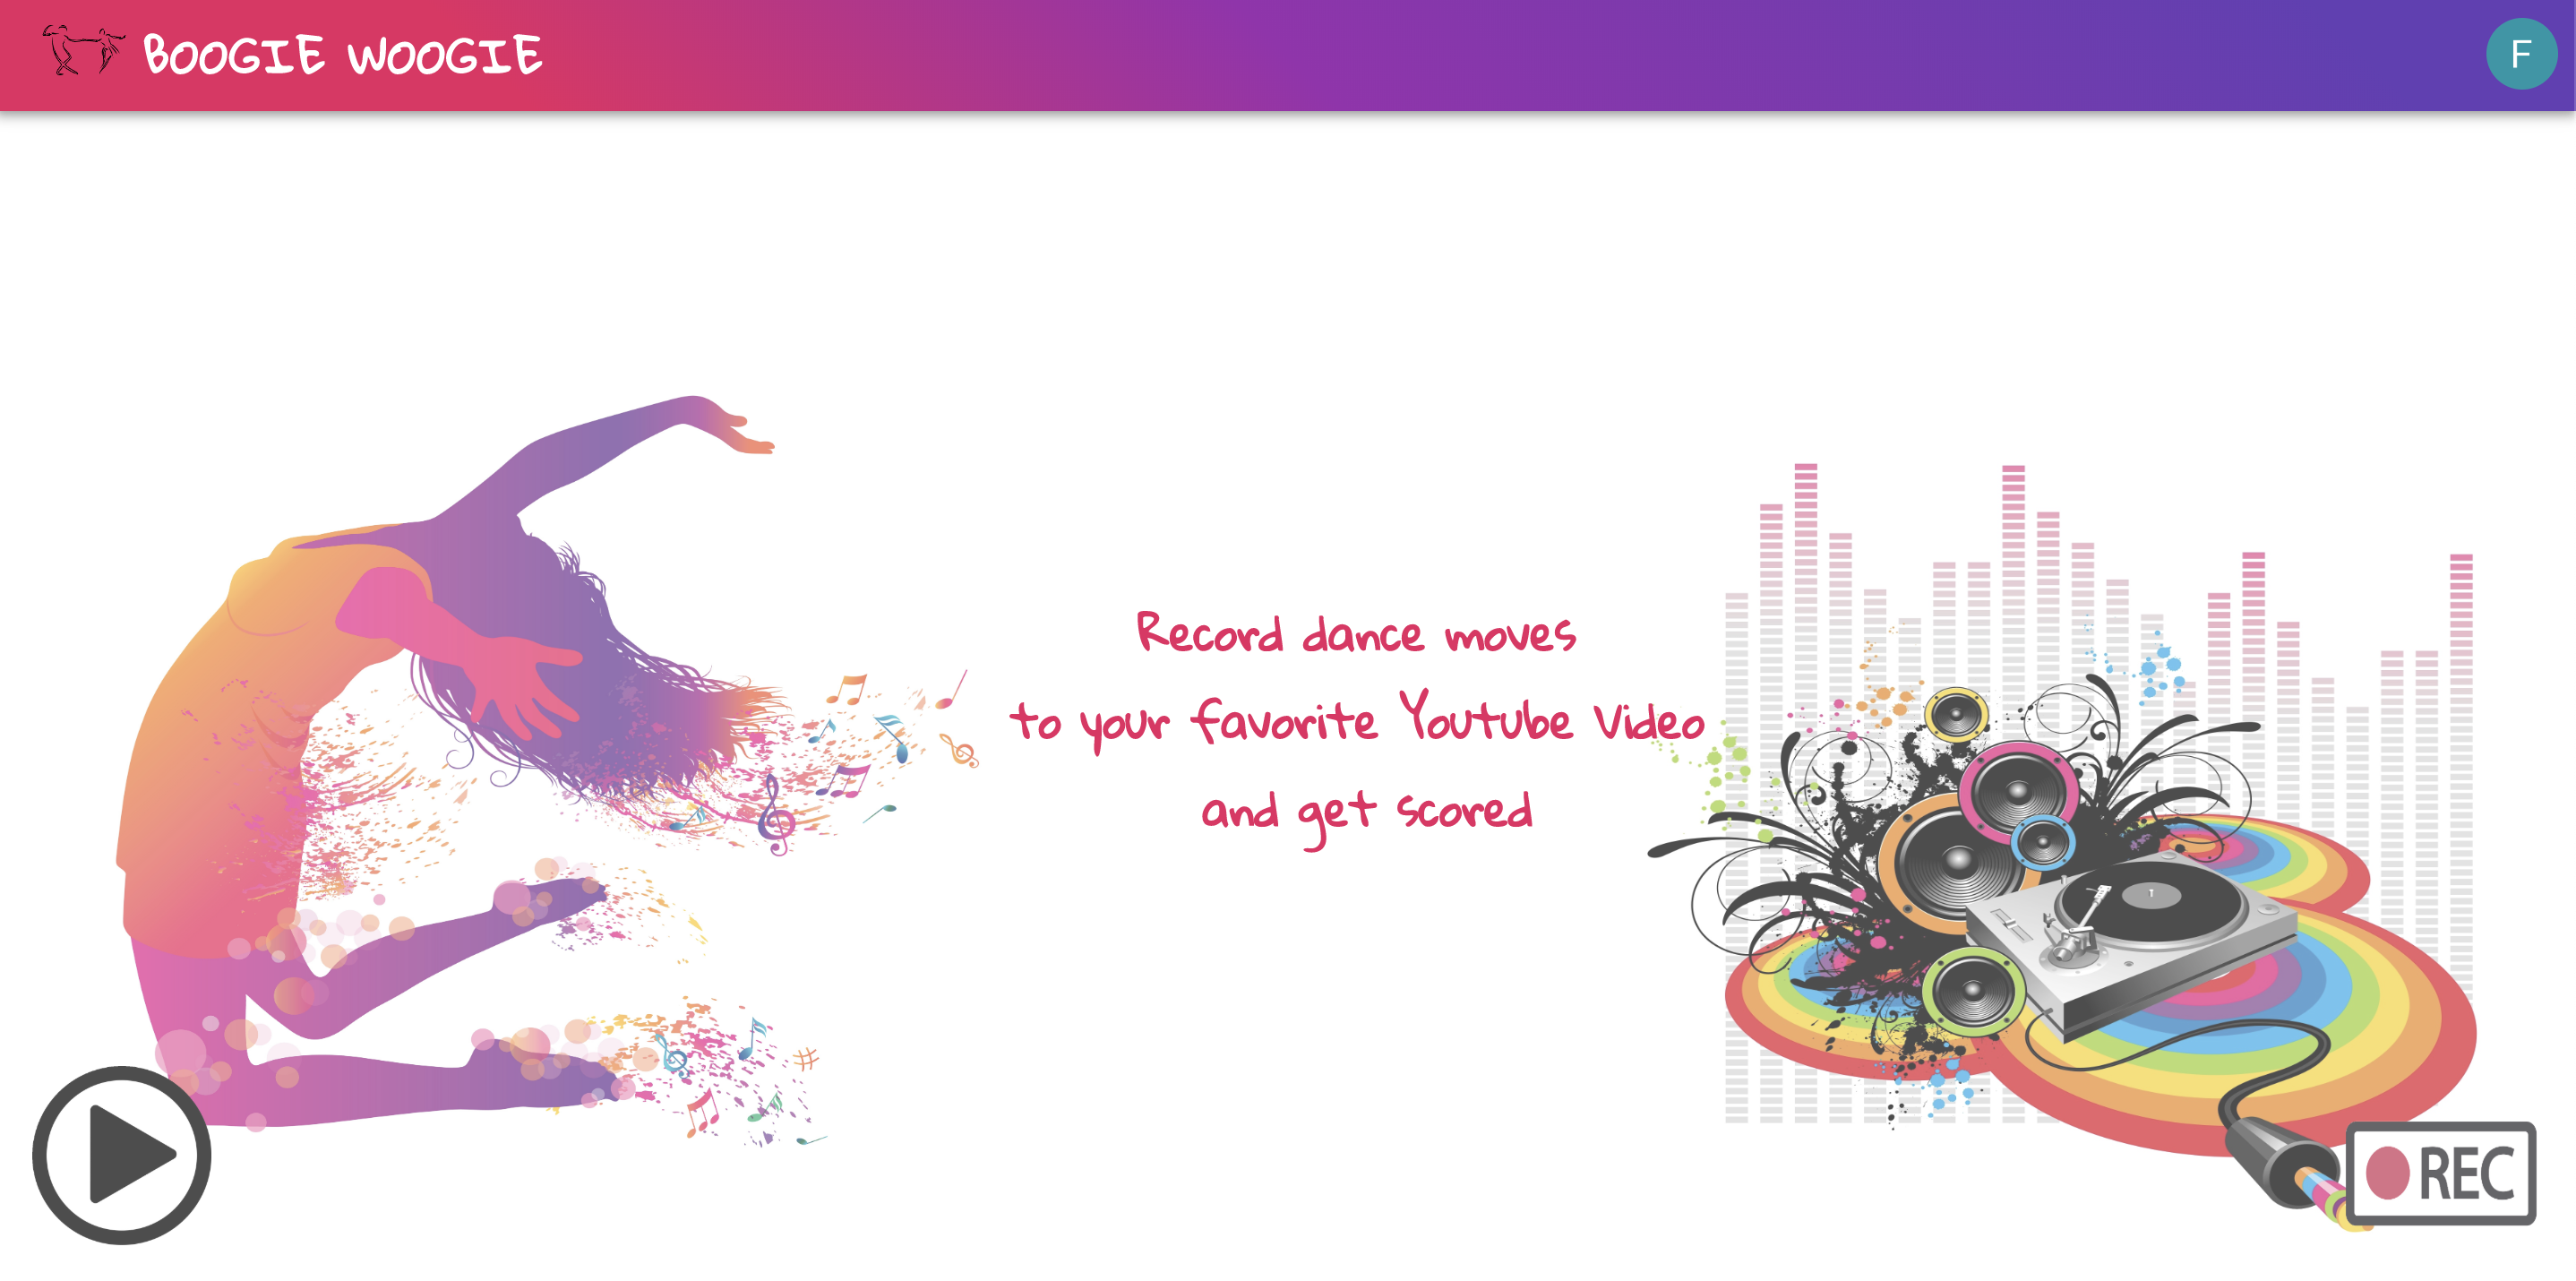 BOOGIE WOOGIE
F
Record dance moves
to your favorite Youtube Video
and get scored
REC